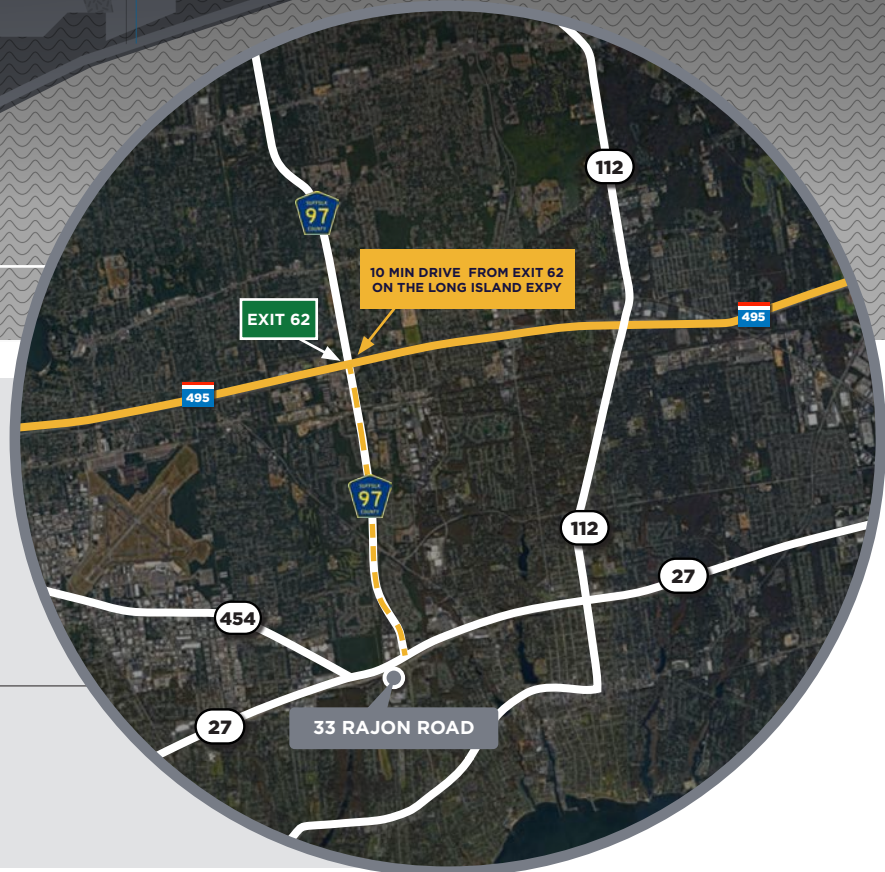 112
SUFFOLK
97
COUNTY
10 MIN DRIVE FROM EXIT 62
ON THE LONG ISLAND EXPY
EXIT 62
495
495
SUFFOLK
97
COUNTY
112
27
454
27
33 RAJON ROAD